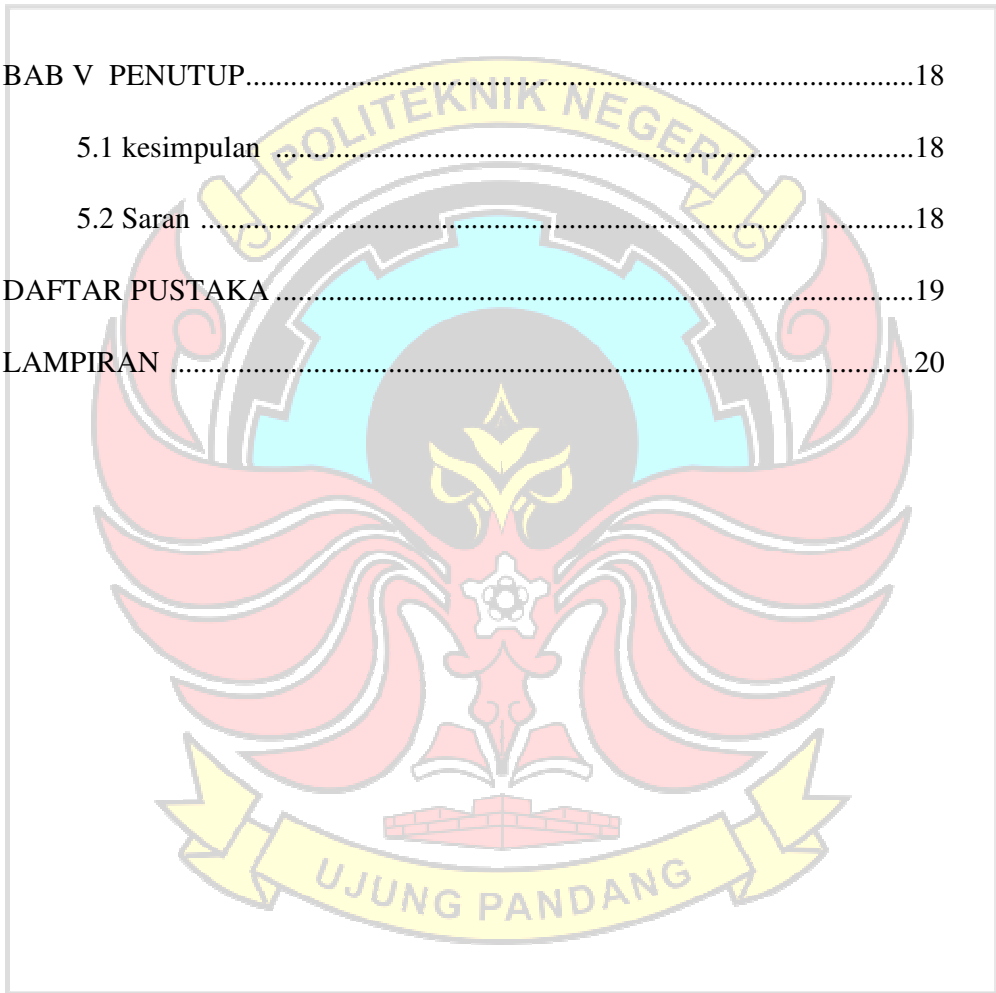 BAB V  PENUTUP..................................................................................18
5.1 kesimpulan ..............................................................................18
5.2 Saran .......................................................................................18
DAFTAR PUSTAKA ..............................................................................19
LAMPIRAN ...........................................................................................20
POLITEKNIK NEGERI
UJUNG PANDANG